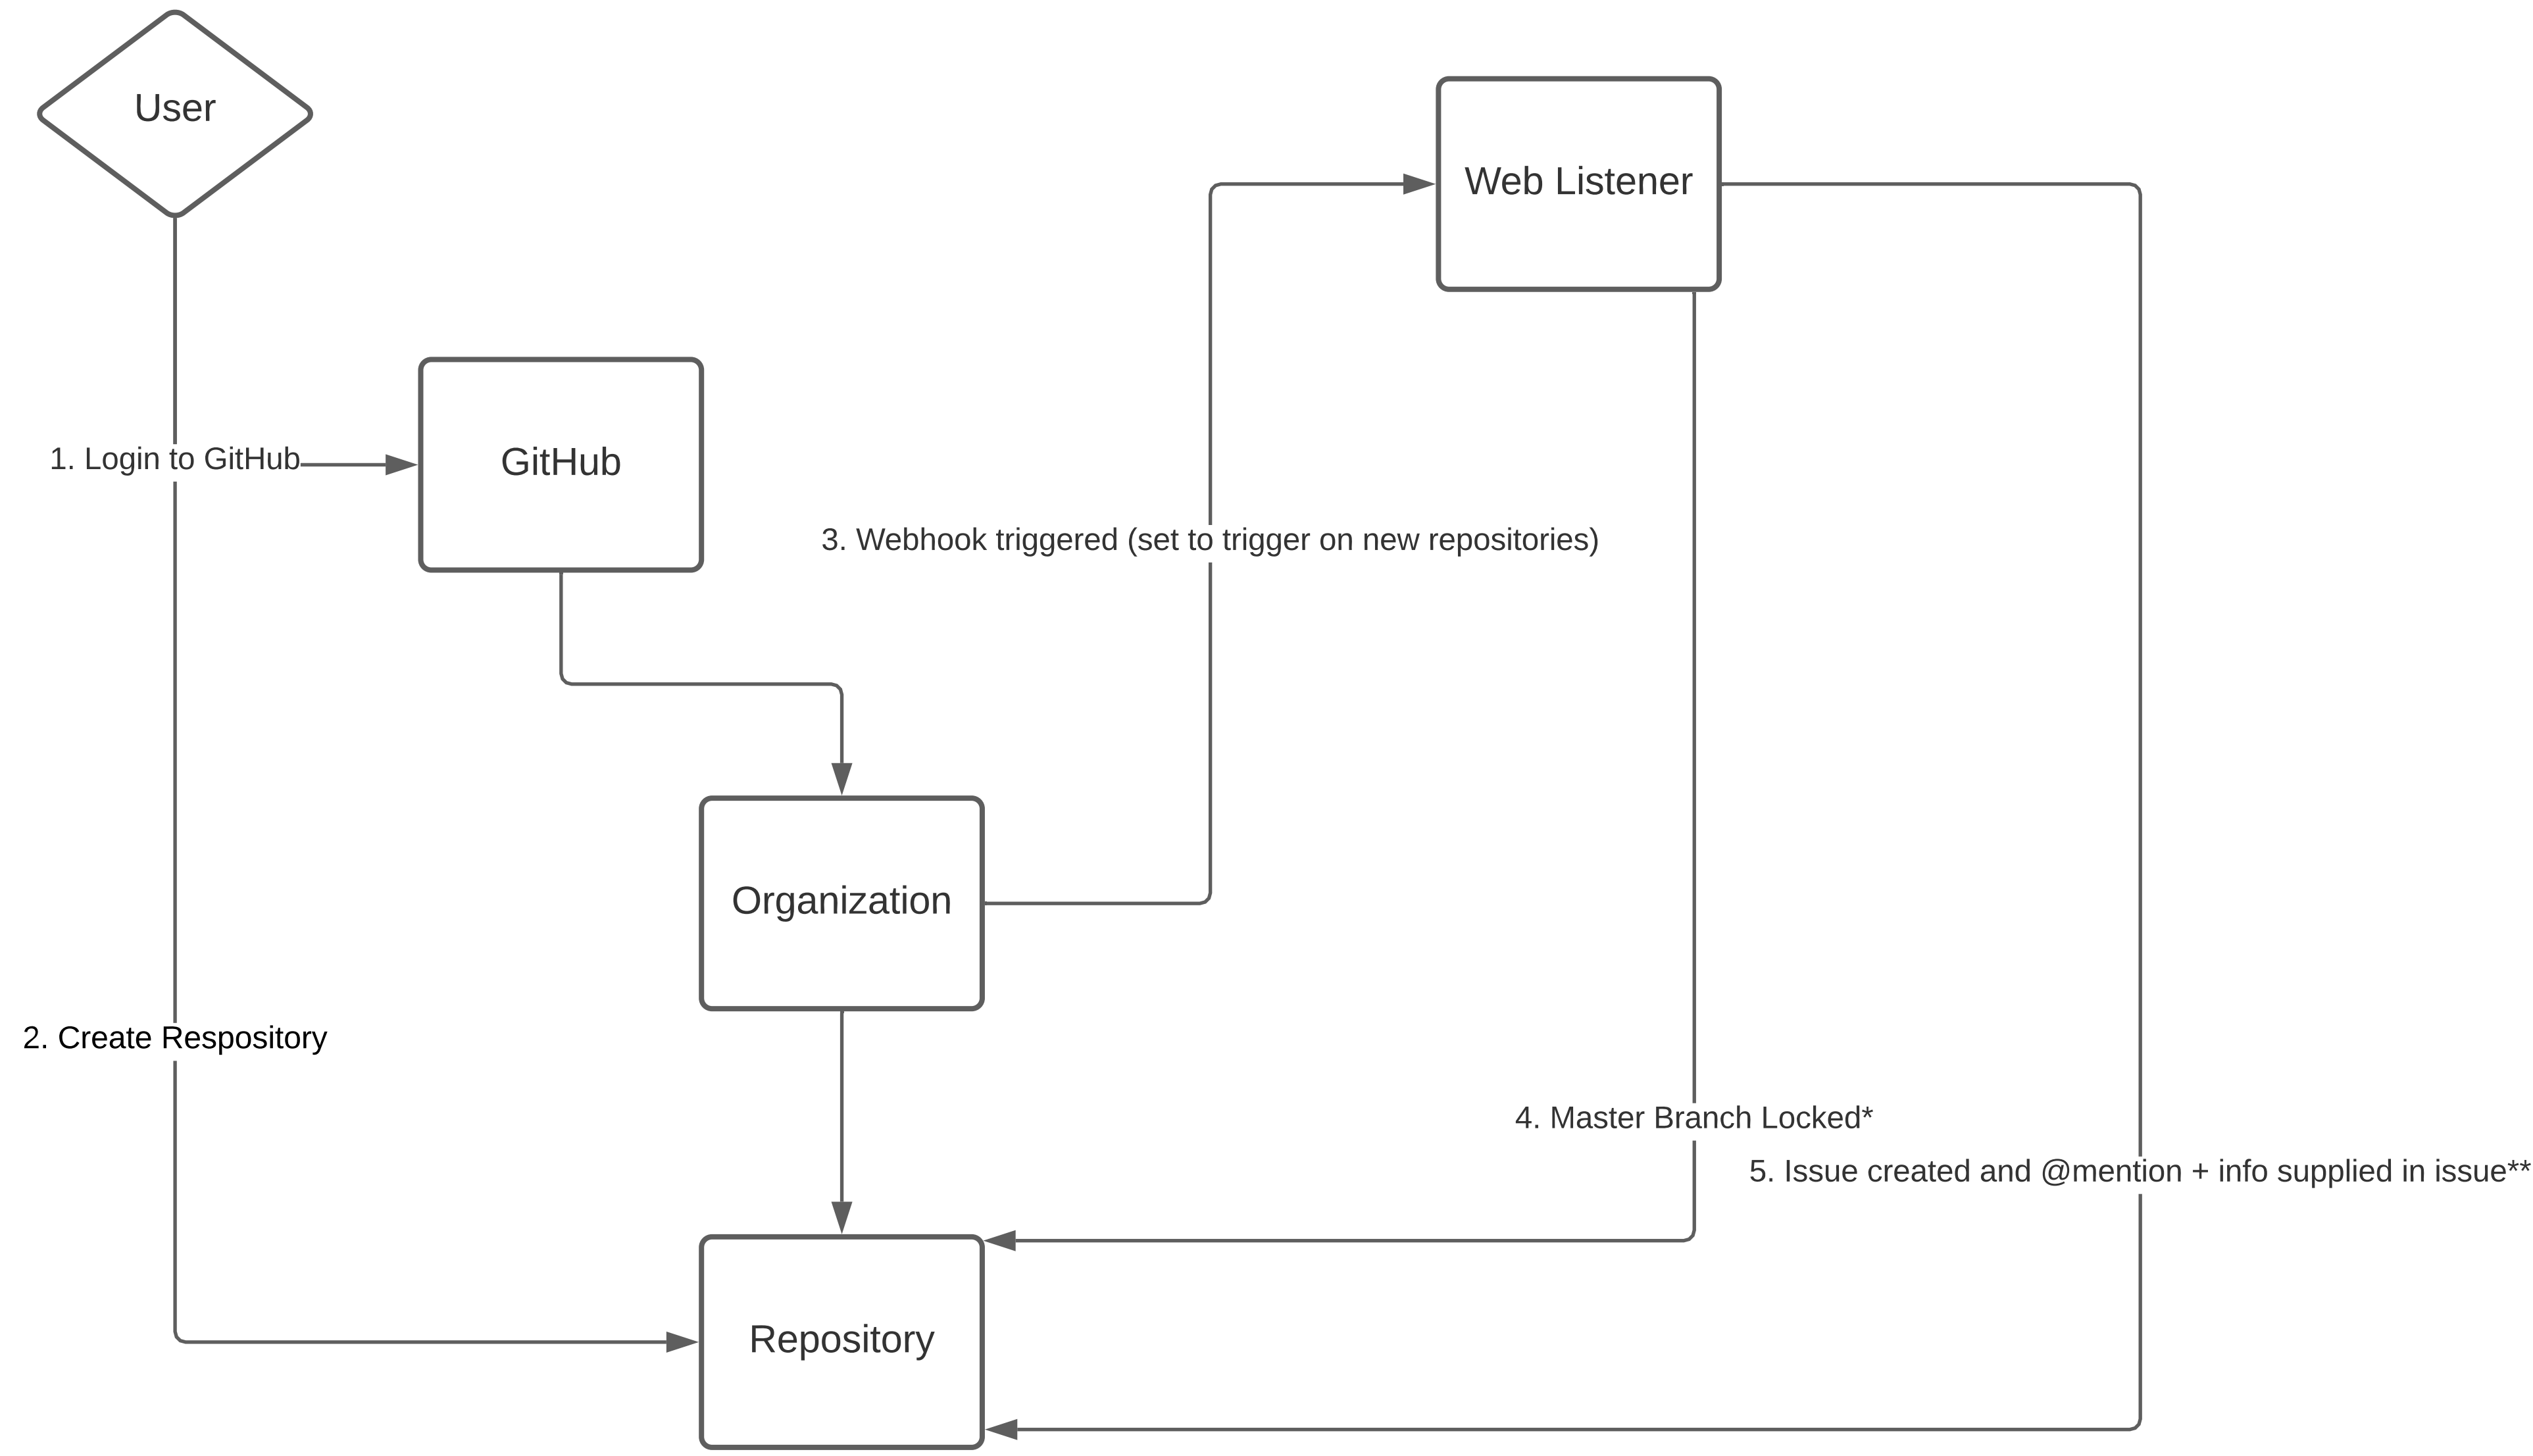 User
Web Listener
1. Login to GitHub
GitHub
3. Webhook triggered (set to trigger on new repositories)
Organization
2. Create Respository
4. Master Branch Locked*
5. Issue created and @mention + info supplied in issue**
Repository